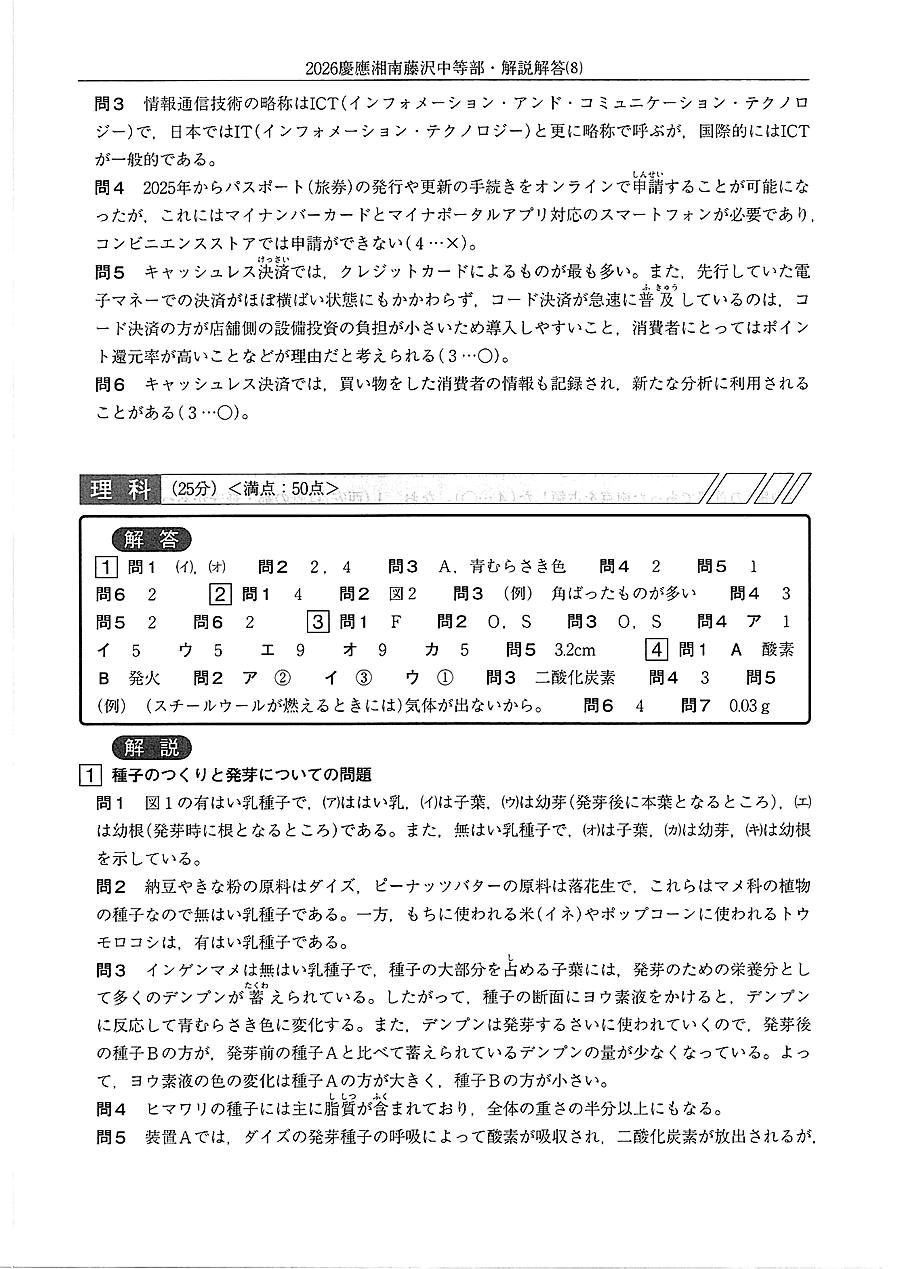 2026慶應湘南藤沢中等部・解説解答(8)
問3 情報通信技術の略称はICT(インフォメーション・アンド・コミュニケーション・テクノロ
ジー)で，日本ではIT(インフォメーション・テクノロジー)と更に略称で呼ぶが，国際的にはICT
が一般的である。
問4 2025年からパスポート(旅券)の発行や更新の手続きをオンラインで申請することが可能にな
ったが，これにはマイナンバーカードとマイナポータルアプリ対応のスマートフォンが必要であり，
コンビニエンスストアでは申請ができない(4…×)。
問5 キャッシュレス決済では，クレジットカードによるものが最も多い。また，先行していた電
子マネーでの決済がほぼ横ばい状態にもかかわらず，コード決済が急速に普及しているのは，コ
ード決済の方が店舗側の設備投資の負担が小さいため導入しやすいこと，消費者にとってはポイン
ト還元率が高いことなどが理由だと考えられる(3…○)。
問6 キャッシュレス決済では，買い物をした消費者の情報も記録され，新たな分析に利用される
ことがある(3…○)。
理科 (25分) ＜満点：50点＞
解答
1 問1 (イ)，(オ) 問2 2，4 問3 A，青むらさき色 問4 2 問5 1
問6 2 2 問1 4 問2 図2 問3 (例) 角ばったものが多い 問4 3
問5 2 問6 2 3 問1 F 問2 O，S 問3 O，S 問4 ア 1
イ 5 ウ 5 エ 9 オ 9 カ 5 問5 3.2cm 4 問1 A 酸素
B 発火 問2 ア ② イ ③ ウ ① 問3 二酸化炭素 問4 3 問5
(例) (スチールウールが燃えるときには)気体が出ないから。 問6 4 問7 0.03g
解説
1 種子のつくりと発芽についての問題
問1 図1の有はい乳種子で，(ア)ははい乳，(イ)は子葉，(ウ)は幼芽(発芽後に本葉となるところ)，(エ)
は幼根(発芽時に根となるところ)である。また，無はい乳種子で，(オ)は子葉，(カ)は幼芽，(キ)は幼根
を示している。
問2 納豆やきな粉の原料はダイズ，ピーナッツバターの原料は落花生で，これらはマメ科の植物
の種子なので無はい乳種子である。一方，もちに使われる米(イネ)やポップコーンに使われるトウ
モロコシは，有はい乳種子である。
問3 インゲンマメは無はい乳種子で，種子の大部分を占める子葉には，発芽のための栄養分とし
て多くのデンプンが蓄えられている。したがって，種子の断面にヨウ素液をかけると，デンプン
に反応して青むらさき色に変化する。また，デンプンは発芽するさいに使われていくので，発芽後
の種子Bの方が，発芽前の種子Aと比べて蓄えられているデンプンの量が少なくなっている。よっ
て，ヨウ素液の色の変化は種子Aの方が大きく，種子Bの方が小さい。
問4 ヒマワリの種子には主に脂質が含まれており，全体の重さの半分以上にもなる。
問5 装置Aでは，ダイズの発芽種子の呼吸によって酸素が吸収され，二酸化炭素が放出されるが，